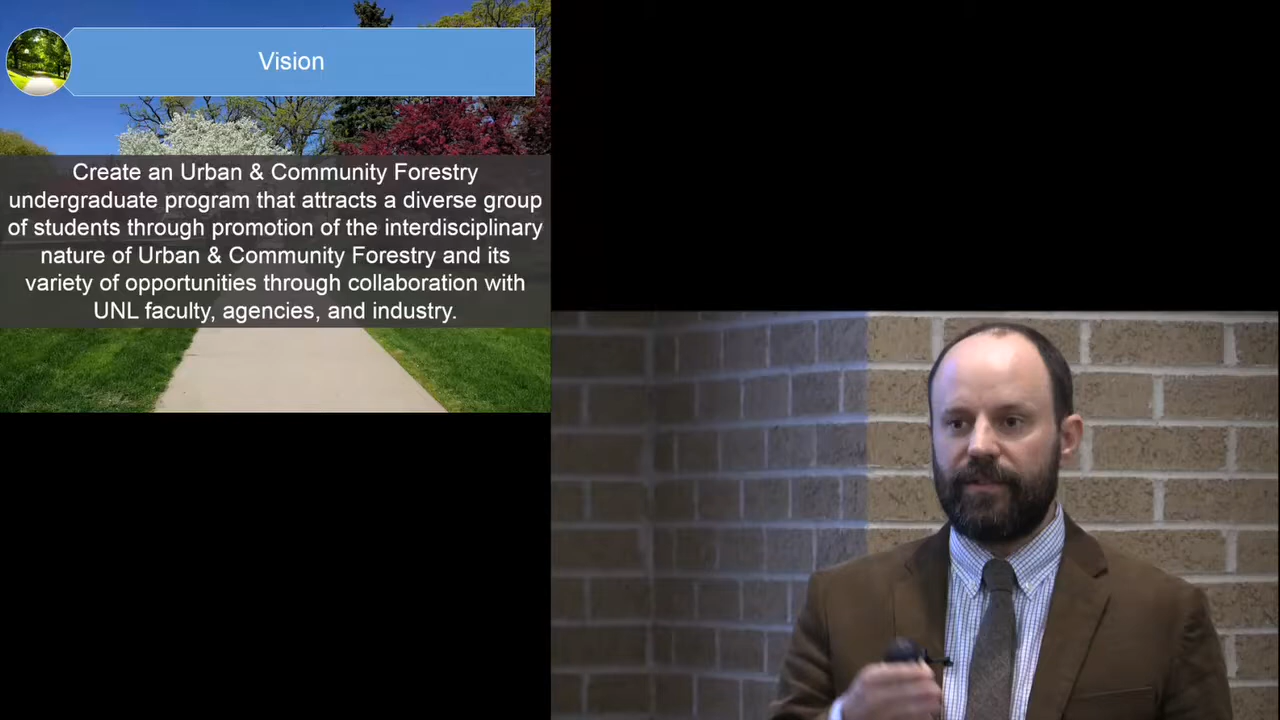 Vision
Create an Urban & Community Forestry
undergraduate program that attracts a diverse group
of students through promotion of the interdisciplinary
nature of Urban & Community Forestry and its
variety of opportunities through collaboration with
UNL faculty, agencies, and industry.